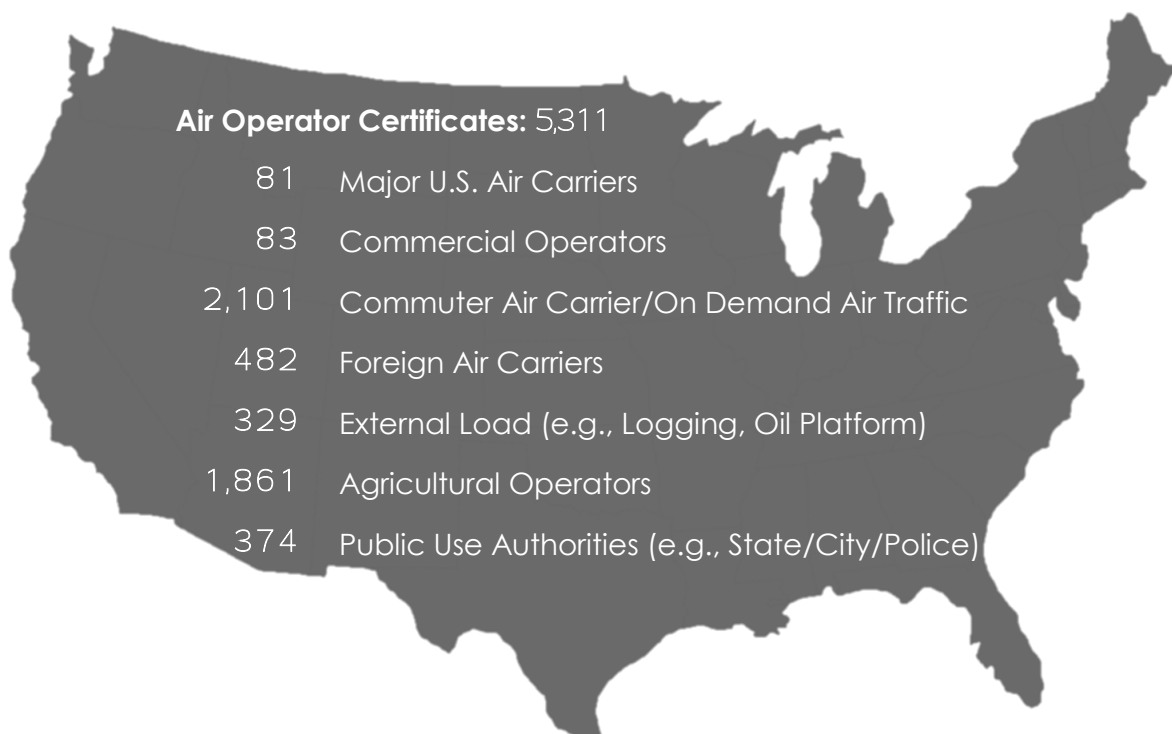 Air Operator Certificates: 5,311
81 Major U.S. Air Carriers
83 Commercial Operators
2,101 Commuter Air Carrier/On Demand Air Traffic
482 Foreign Air Carriers
329 External Load (e.g., Logging, Oil Platform)
1,861 Agricultural Operators
374 Public Use Authorities (e.g., State/City/Police)